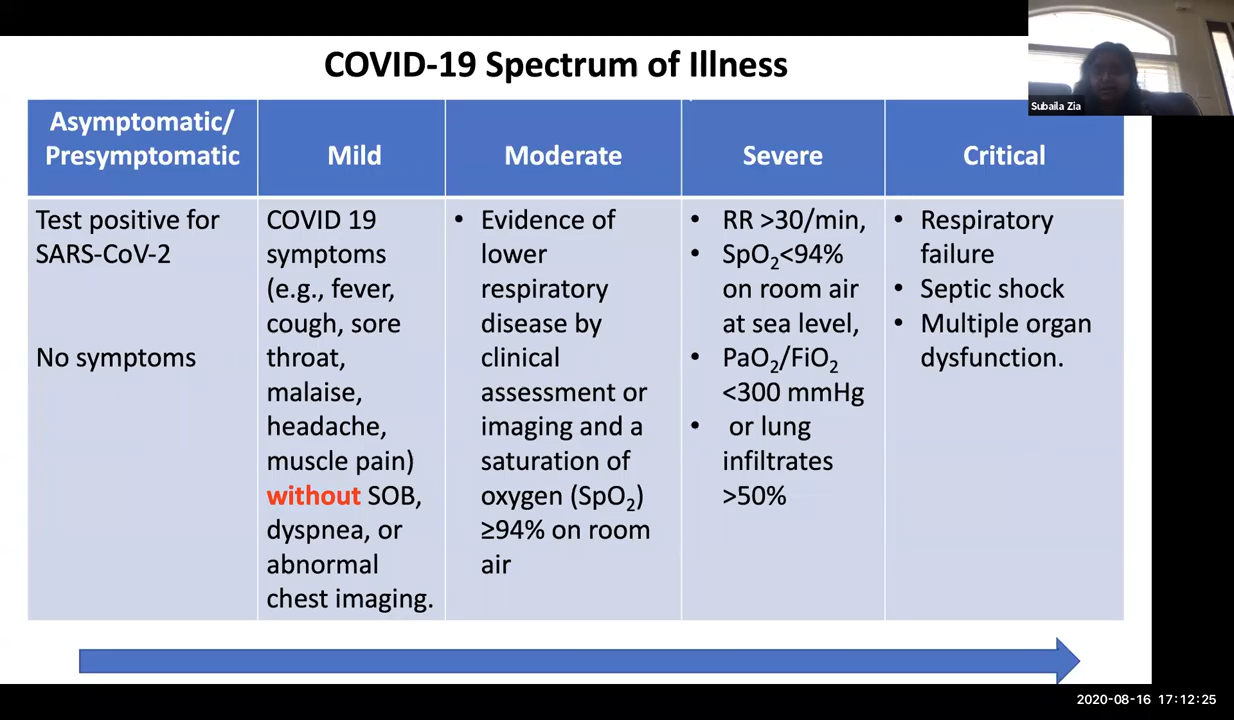 COVID-19 Spectrum of Illness
Subaila Zia
Asymptomatic/
Presymptomatic
Mild
Moderate
Severe
Critical
Test positive for
SARS-CoV-2
No symptoms
COVID 19
symptoms
(e.g., fever,
cough, sore
throat,
malaise,
headache,
muscle pain)
without SOB,
dyspnea, or
abnormal
chest imaging.
• Evidence of
lower
respiratory
disease by
clinical
assessment or
imaging and a
saturation of
oxygen (SpO₂)
≥94% on room
air
• RR >30/min,
• SpO₂<94%
on room air
at sea level,
• PaO₂/FiO₂
<300 mmHg
• or lung
infiltrates
>50%
• Respiratory
failure
• Septic shock
• Multiple organ
dysfunction.
2020-08-16 17:12:25